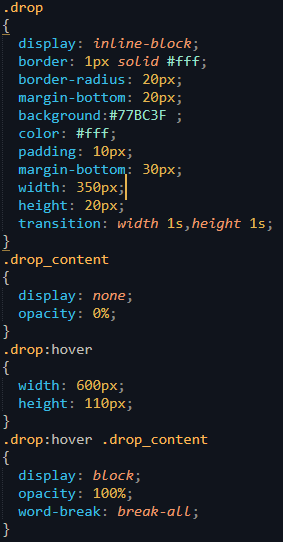 .drop
{
display: inline-block;
border: 1px solid #fff;
border-radius: 20px;
margin-bottom: 20px;
background:#77BC3F ;
color: #fff;
padding: 10px;
margin-bottom: 30px;
width: 350px;
height: 20px;
transition: width 1s,height 1s;
}
.drop_content
{
display: none;
opacity: 0%;
}
.drop:hover
{
width: 600px;
height: 110px;
}
.drop:hover .drop_content
{
display: block;
opacity: 100%;
word-break: break-all;
}